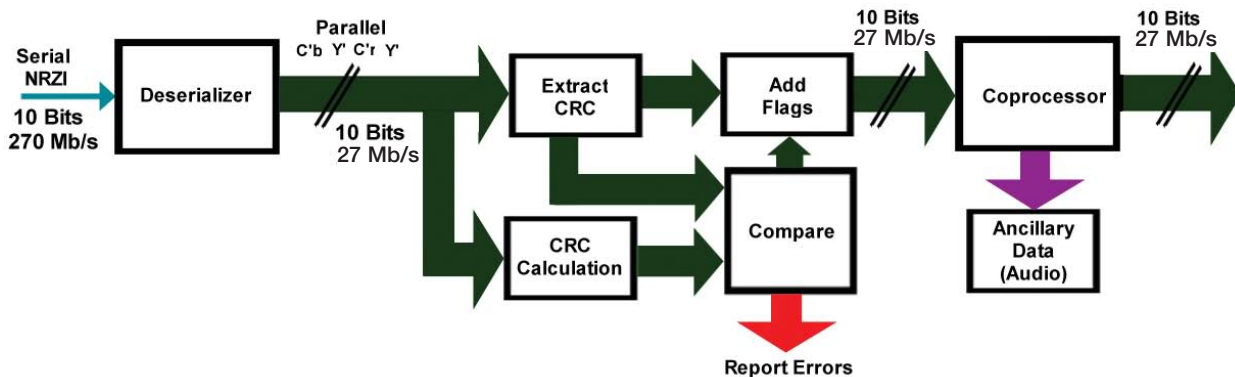 Serial
NRZI
10 Bits
270 Mb/s
Deserializer
Parallel
C'b Y' C'r Y'
10 Bits
27 Mb/s
Extract
CRC
CRC
Calculation
Add
Flags
Compare
Report Errors
10 Bits
27 Mb/s
Coprocessor
Ancillary
Data
(Audio)
10 Bits
27 Mb/s